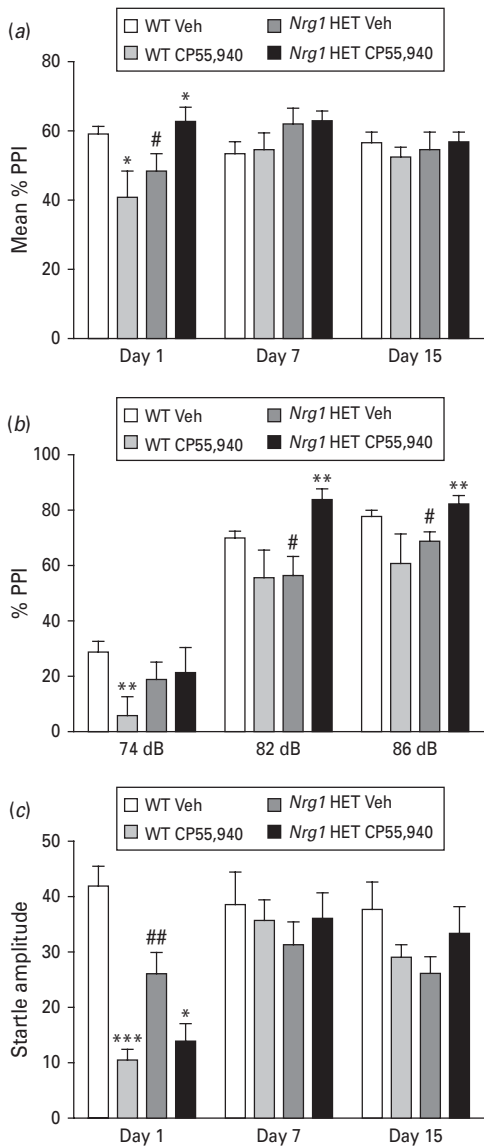 (a)
WT Veh Nrg1 HET Veh
WT CP55,940 Nrg1 HET CP55,940
Mean % PPI
80
60
40
20
0
* # *
Day 1 Day 7 Day 15
(b)
WT Veh Nrg1 HET Veh
WT CP55,940 Nrg1 HET CP55,940
% PPI
100
80
60
40
20
0
** # ** # **
74 dB 82 dB 86 dB
(c)
WT Veh Nrg1 HET Veh
WT CP55,940 Nrg1 HET CP55,940
Startle amplitude
50
40
30
20
10
0
*** ## *
Day 1 Day 7 Day 15